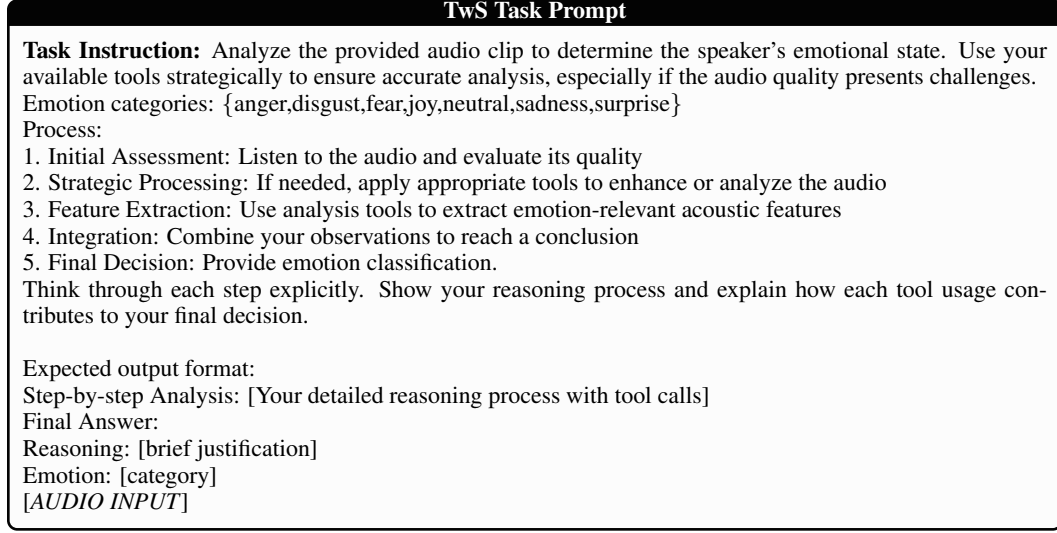 TwS Task Prompt
Task Instruction: Analyze the provided audio clip to determine the speaker's emotional state. Use your
available tools strategically to ensure accurate analysis, especially if the audio quality presents challenges.
Emotion categories: {anger,disgust,fear,joy,neutral,sadness,surprise}
Process:
1. Initial Assessment: Listen to the audio and evaluate its quality
2. Strategic Processing: If needed, apply appropriate tools to enhance or analyze the audio
3. Feature Extraction: Use analysis tools to extract emotion-relevant acoustic features
4. Integration: Combine your observations to reach a conclusion
5. Final Decision: Provide emotion classification.
Think through each step explicitly. Show your reasoning process and explain how each tool usage con-
tributes to your final decision.
Expected output format:
Step-by-step Analysis: [Your detailed reasoning process with tool calls]
Final Answer:
Reasoning: [brief justification]
Emotion: [category]
[AUDIO INPUT]